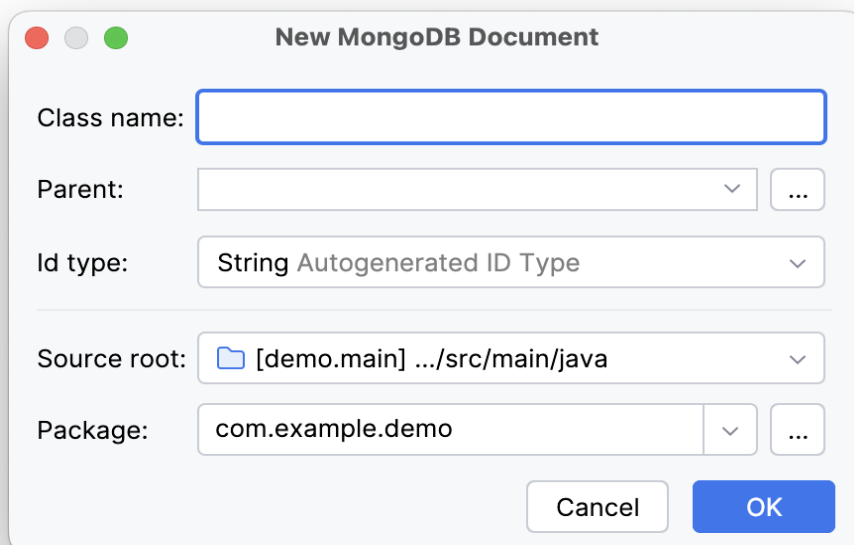 New MongoDB Document
Class name:
Parent:
...
Id type: String Autogenerated ID Type
Source root: [demo.main] .../src/main/java
Package: com.example.demo ...
Cancel OK